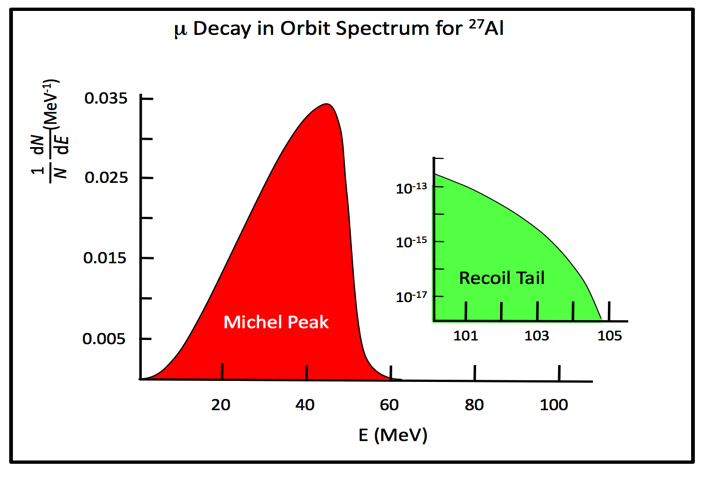 μ Decay in Orbit Spectrum for ²⁷Al
1/N dN/dE (MeV⁻¹)
0.035
0.025
0.015
0.005
Michel Peak
20 40 60 80 100
E (MeV)
10⁻¹³
10⁻¹⁵
10⁻¹⁷
Recoil Tail
101 103 105